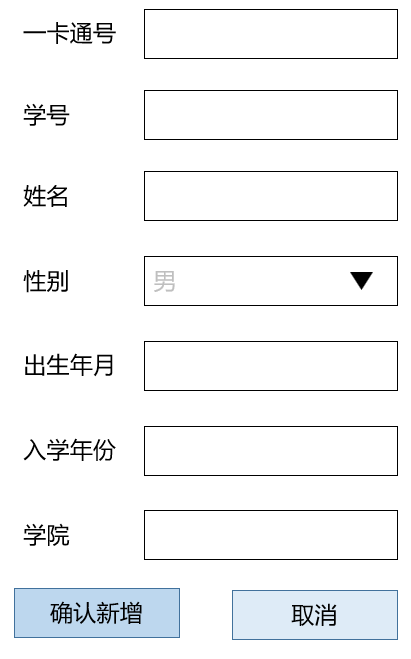 一卡通号
学号
姓名
性别 男
出生年月
入学年份
学院
确认新增 取消